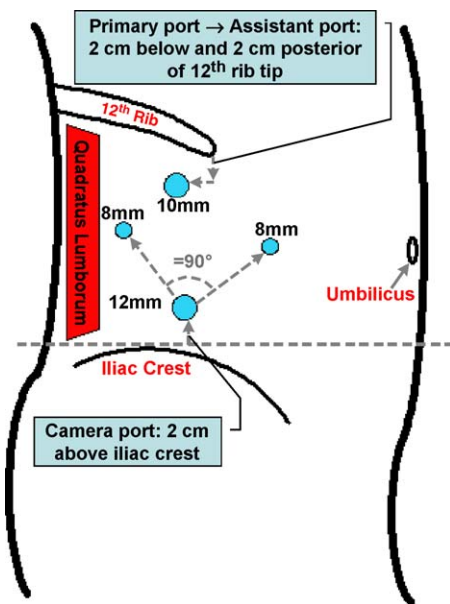 Primary port → Assistant port:
2 cm below and 2 cm posterior
of 12th rib tip
12th Rib
Quadratus Lumborum
10mm
8mm
8mm
=90°
12mm
Umbilicus
Iliac Crest
Camera port: 2 cm
above iliac crest